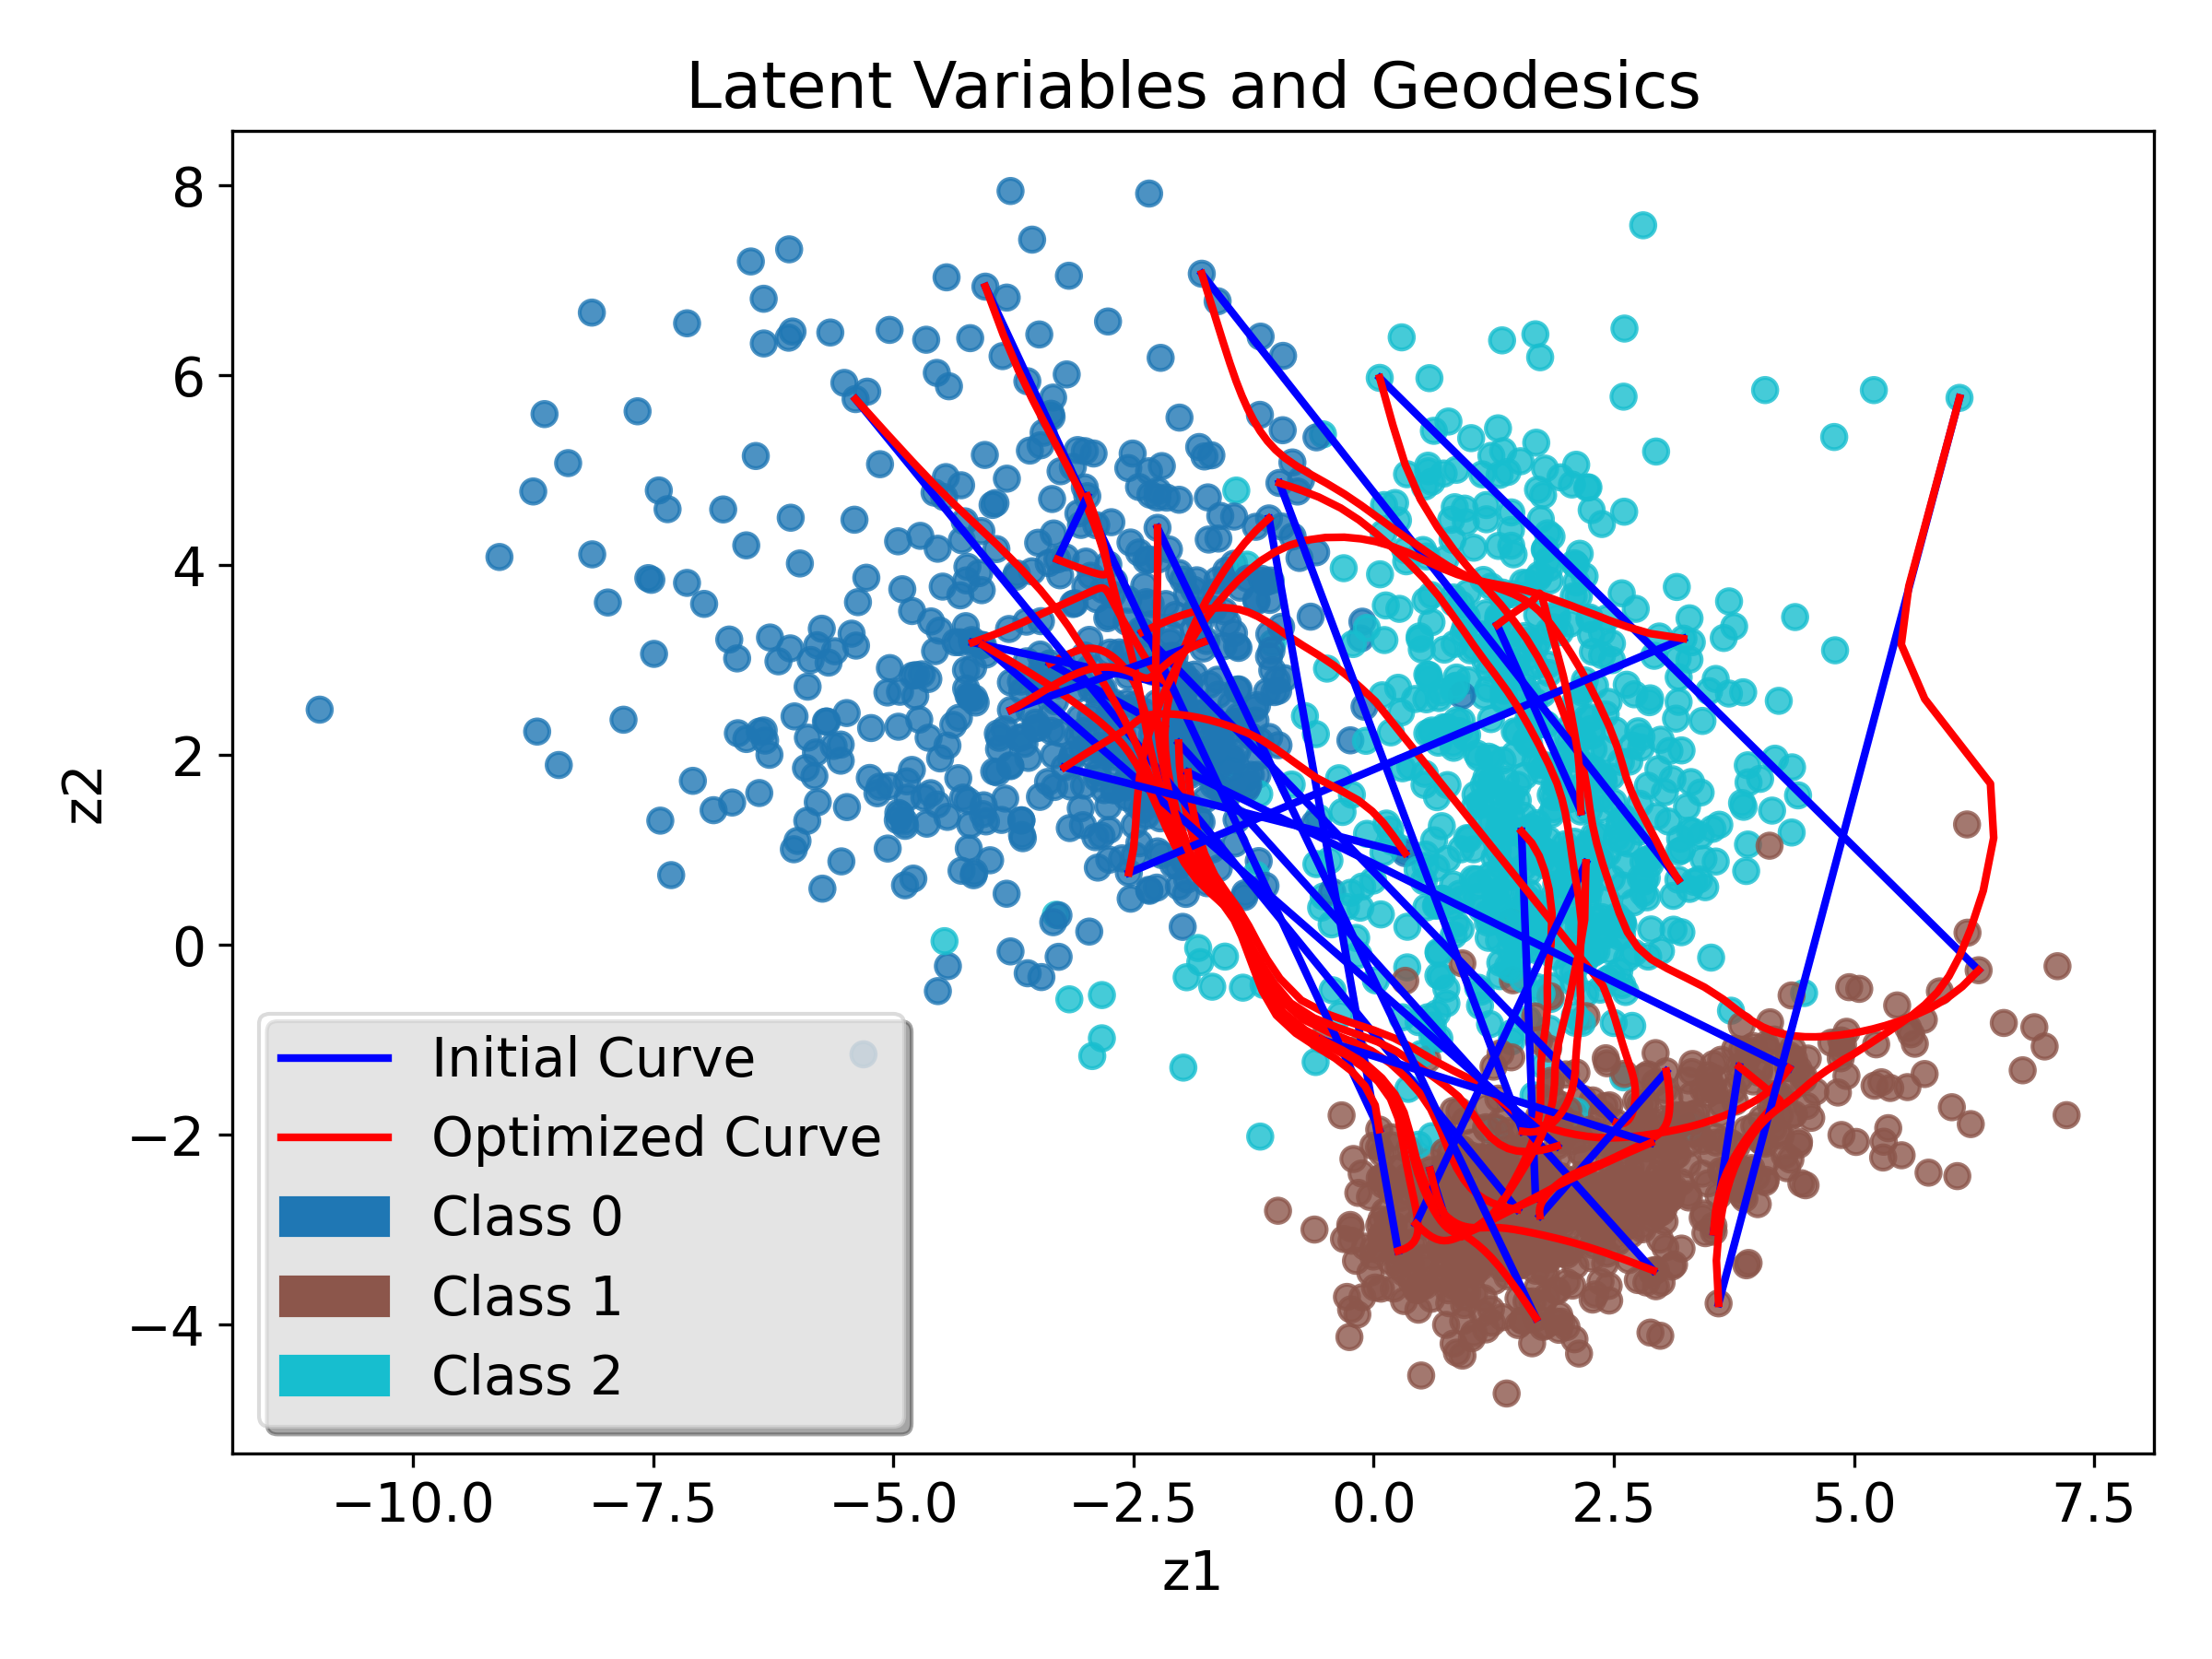 Latent Variables and Geodesics
8
6
4
2
0
−2
−4
z2
Initial Curve
Optimized Curve
Class 0
Class 1
Class 2
−10.0 −7.5 −5.0 −2.5 0.0 2.5 5.0 7.5
z1